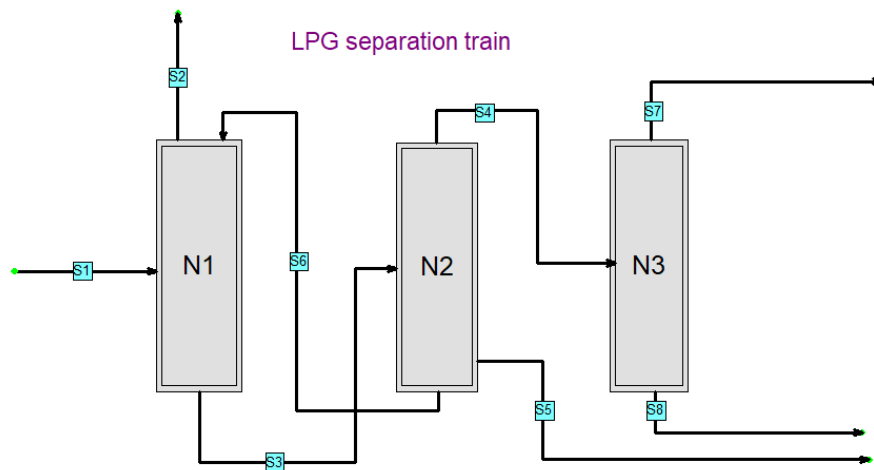 LPG separation train
S2
S4
S7
N1
N2
N3
S1
S6
S3
S5
S8